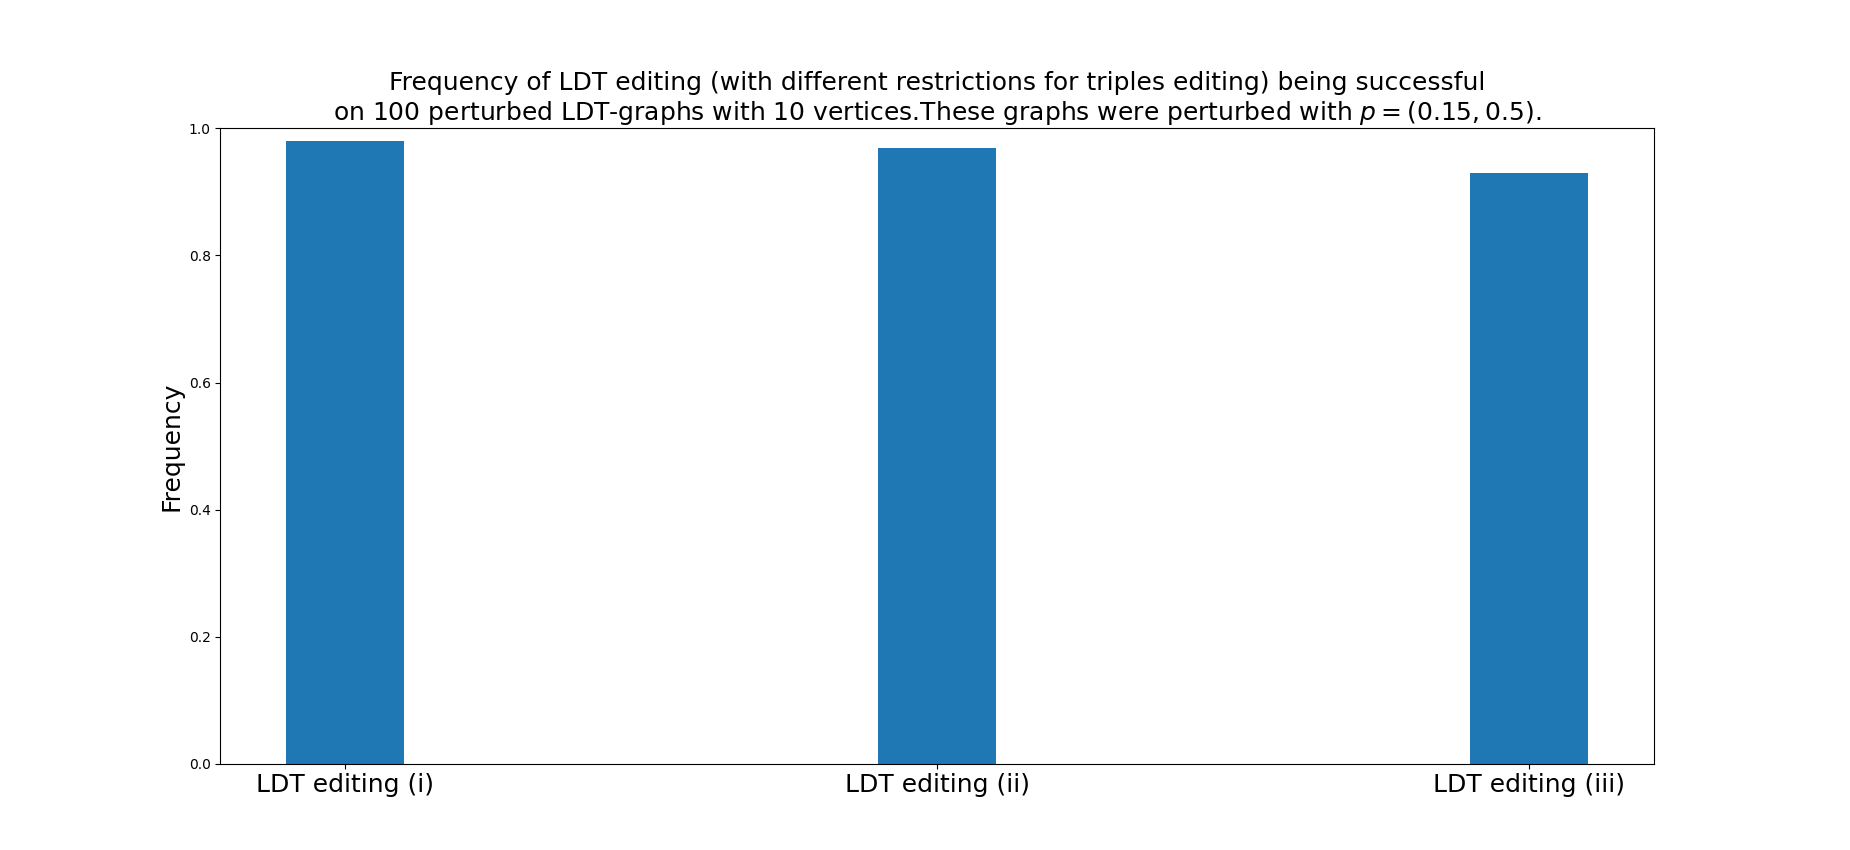 Frequency of LDT editing (with different restrictions for triples editing) being successful
on 100 perturbed LDT-graphs with 10 vertices.These graphs were perturbed with p = (0.15, 0.5).
1.0
0.8
0.6
0.4
0.2
0.0
Frequency
LDT editing (i)
LDT editing (ii)
LDT editing (iii)